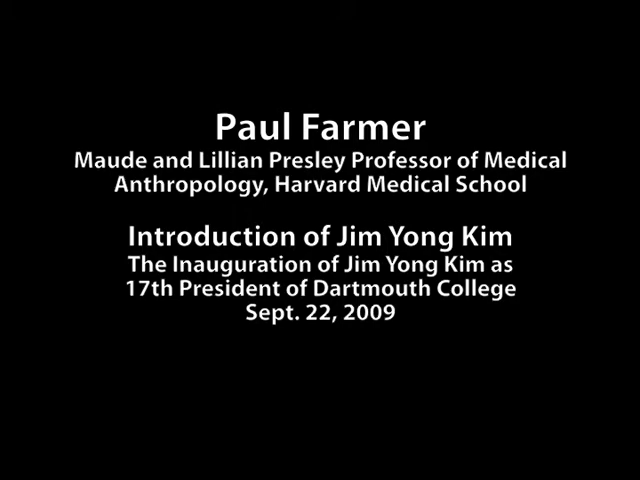 Paul Farmer
Maude and Lillian Presley Professor of Medical
Anthropology, Harvard Medical School
Introduction of Jim Yong Kim
The Inauguration of Jim Yong Kim as
17th President of Dartmouth College
Sept. 22, 2009